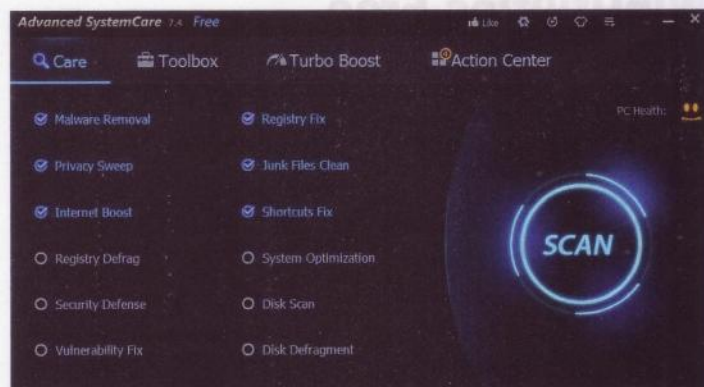 Advanced SystemCare 7.4 Free
Like
Care Toolbox Turbo Boost Action Center
PC Health:
Malware Removal Registry Fix
Privacy Sweep Junk Files Clean
Internet Boost Shortcuts Fix
SCAN
Registry Defrag System Optimization
Security Defense Disk Scan
Vulnerability Fix Disk Defragment